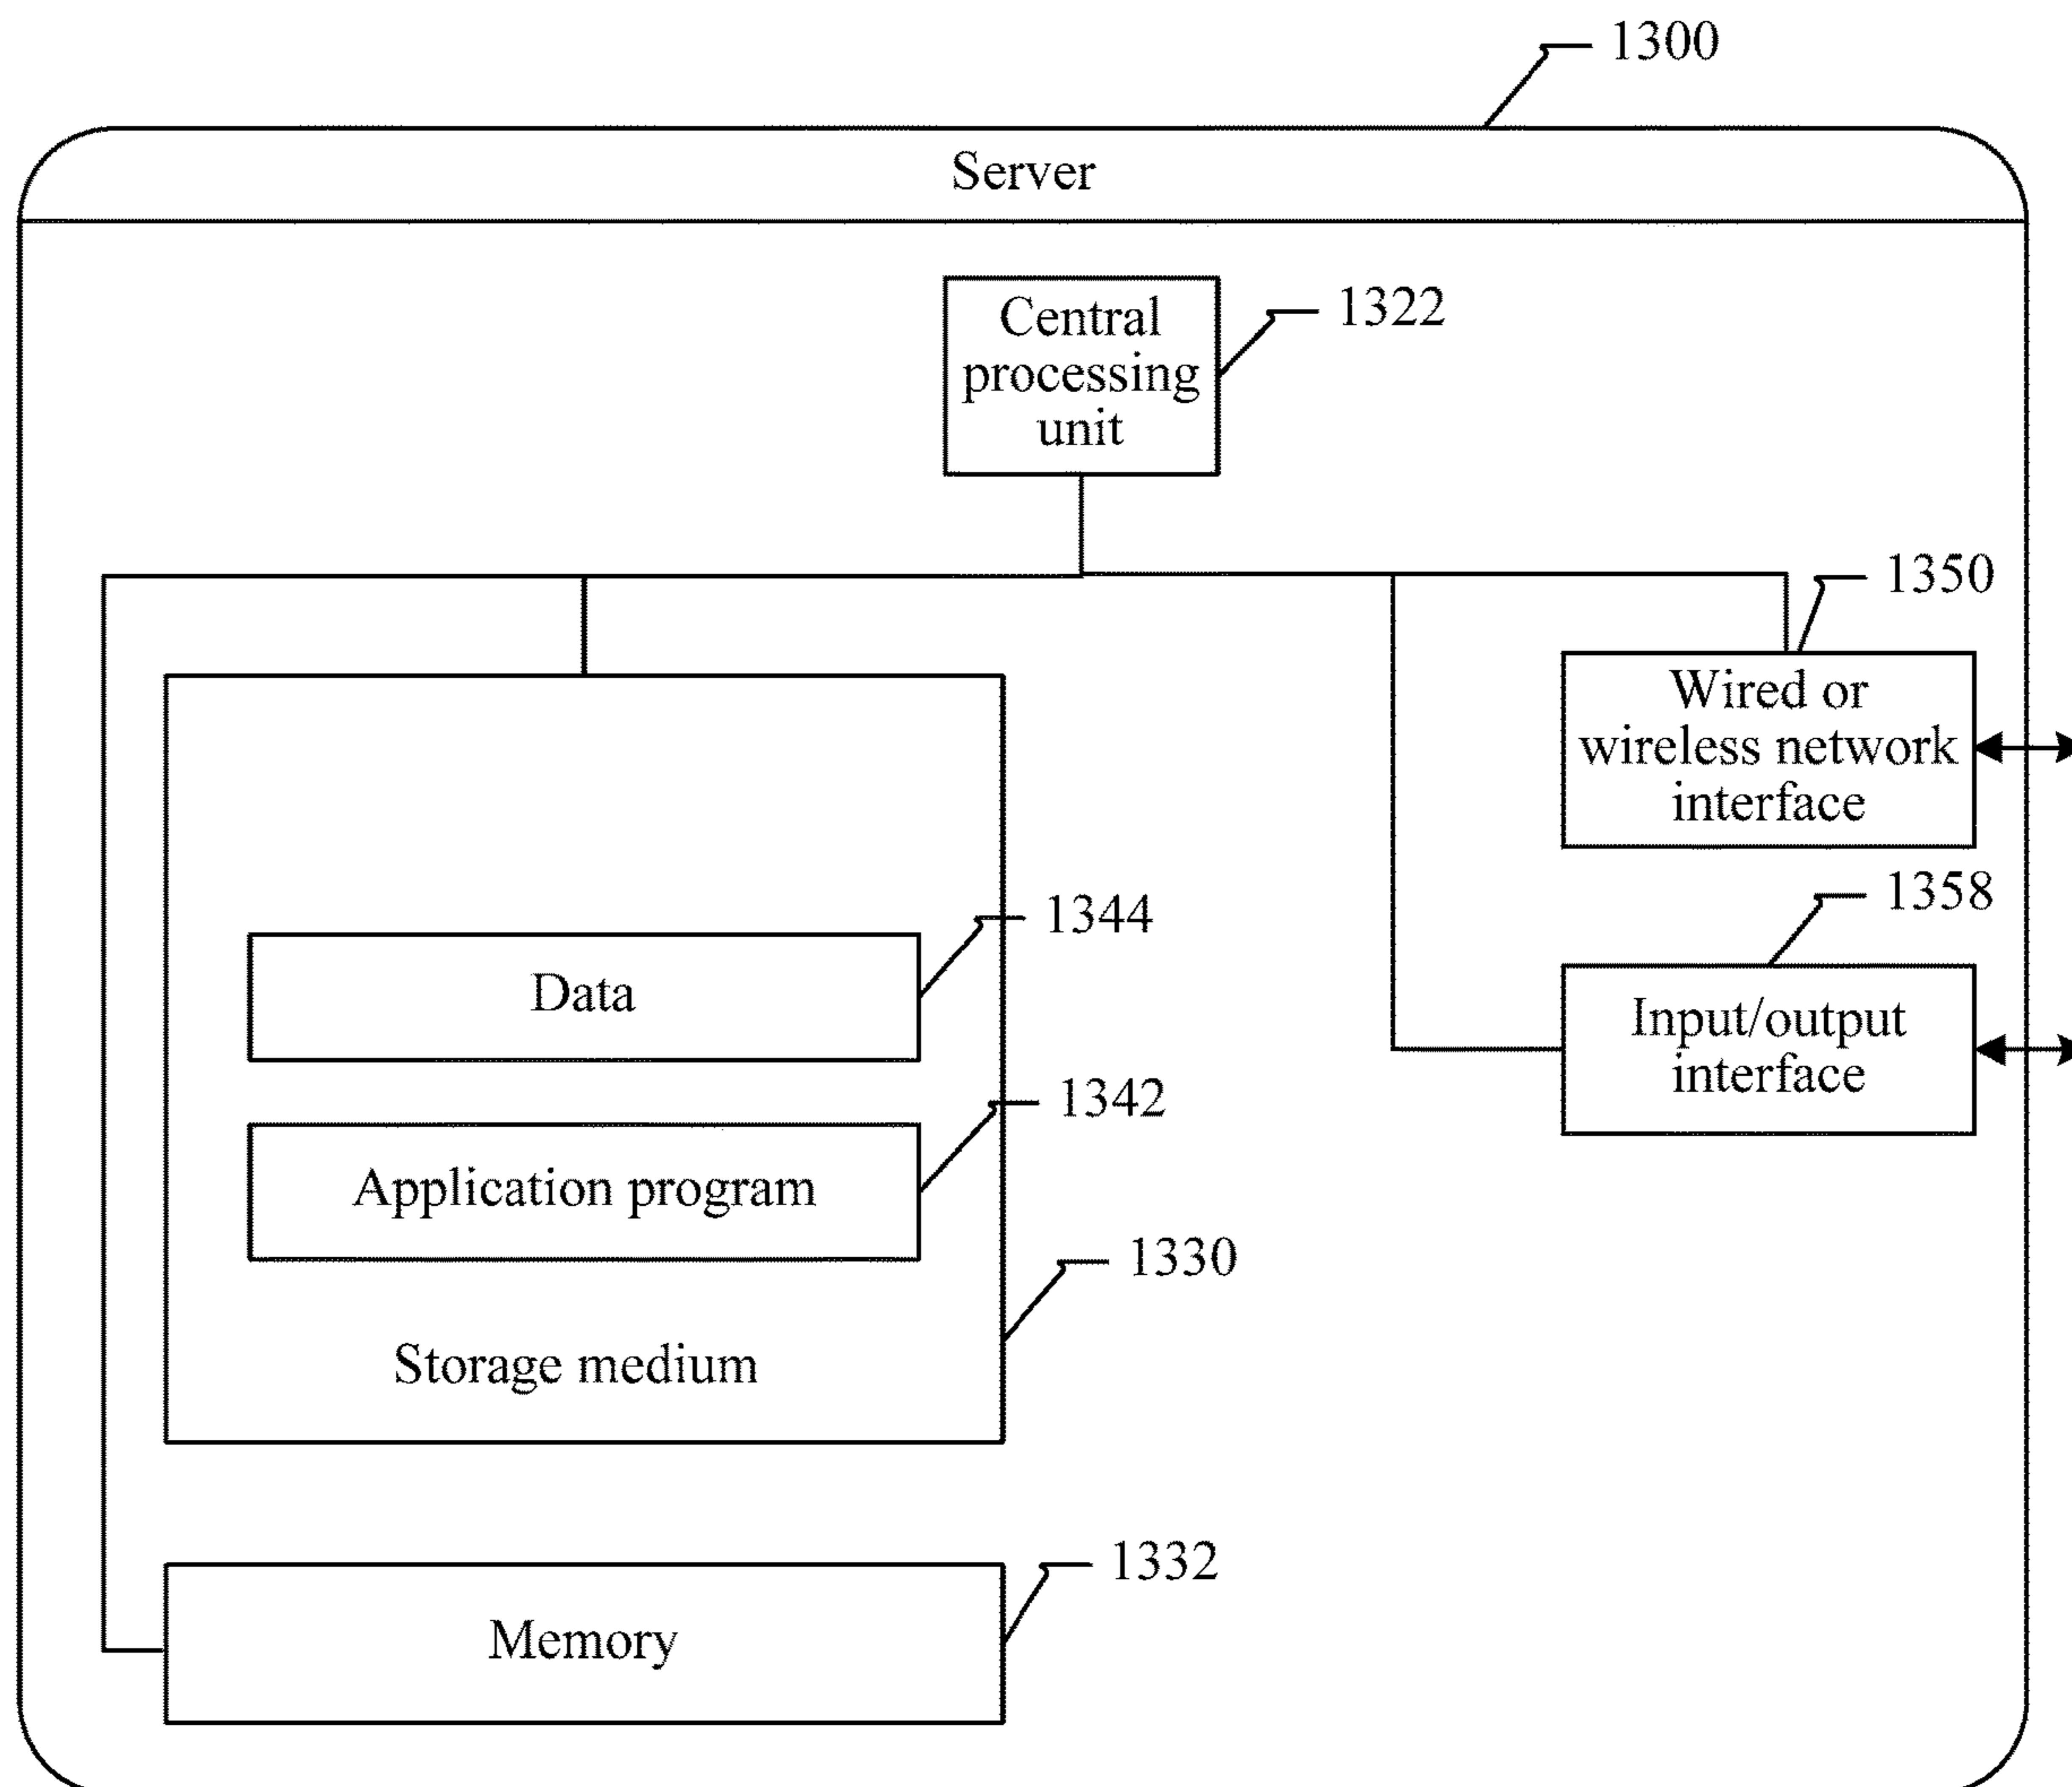 1300
Server
Central
processing
unit
1322
1350
Wired or
wireless network
interface
1344
Data
1358
Input/output
interface
1342
Application program
1330
Storage medium
1332
Memory